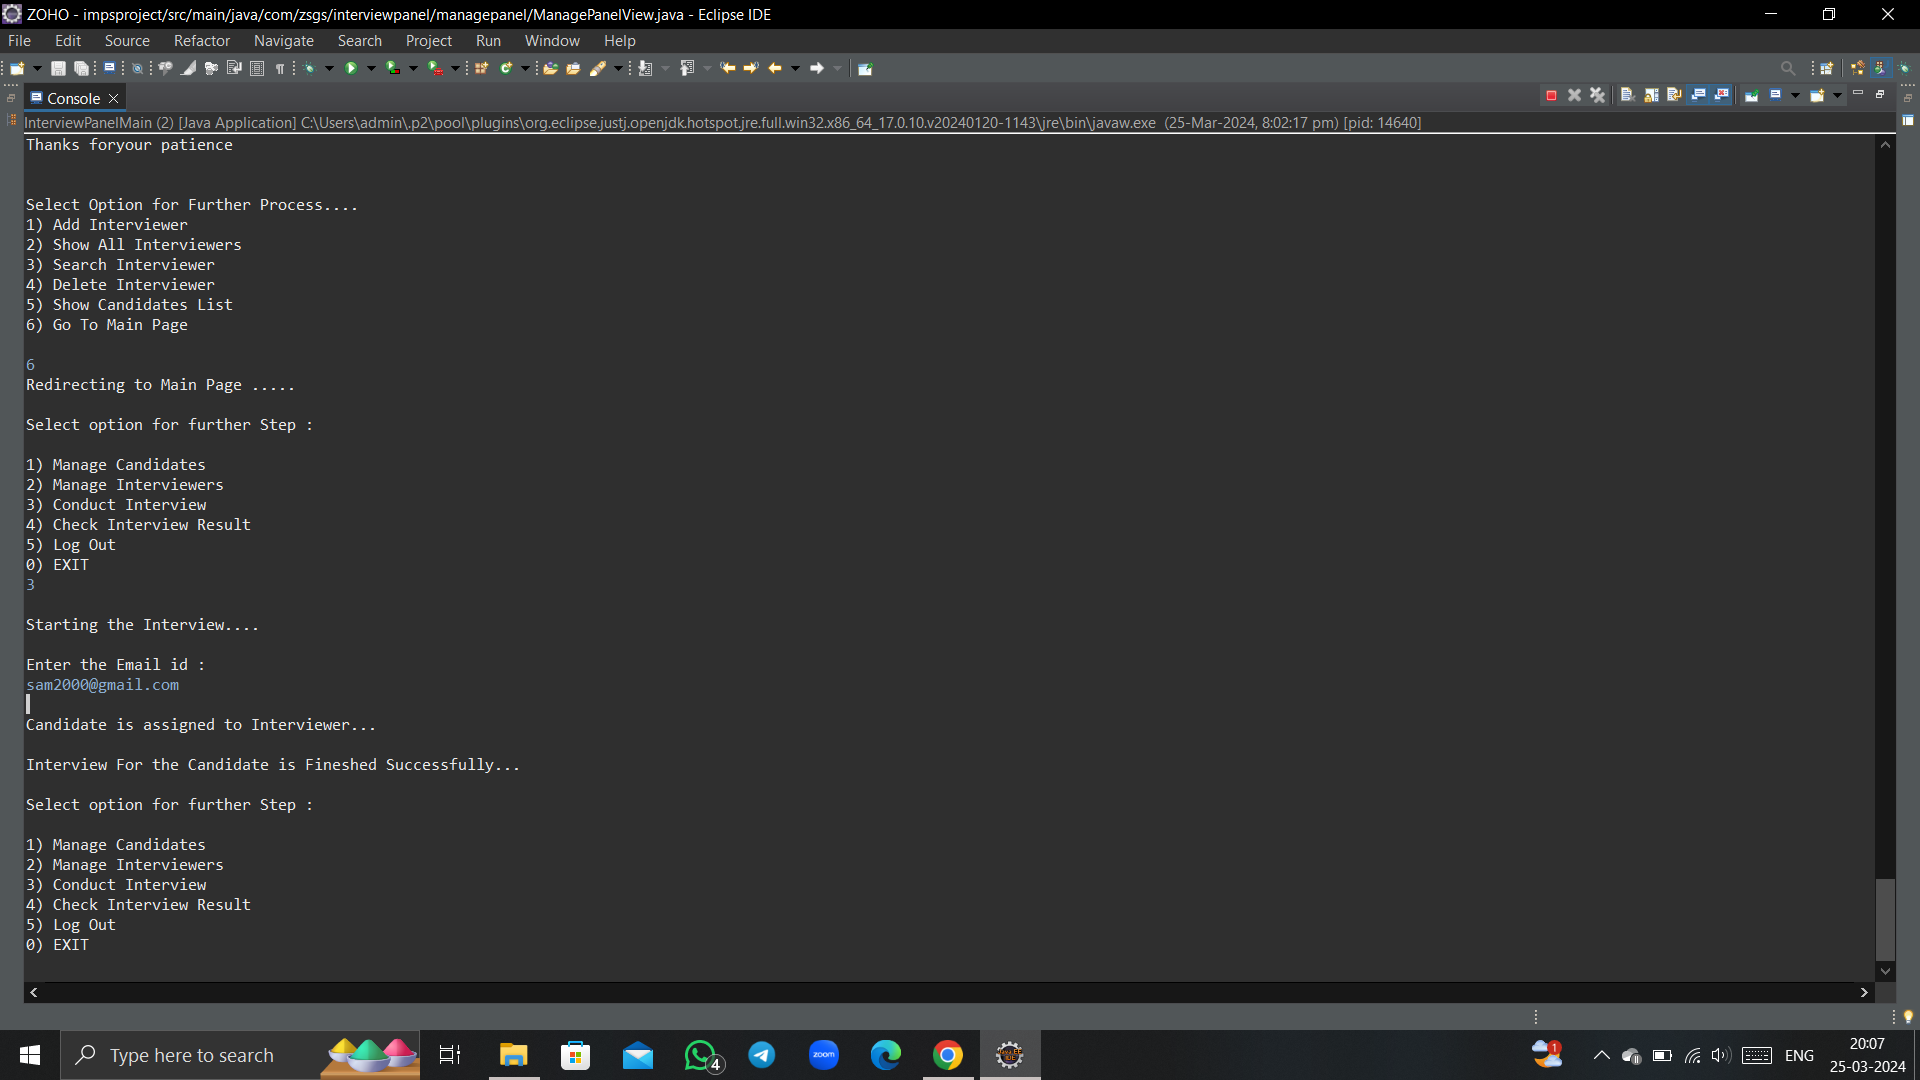 ZOHO - impsproject/src/main/java/com/zsgs/interviewpanel/managepanel/ManagePanelView.java - Eclipse IDE
File Edit Source Refactor Navigate Search Project Run Window Help
Console
InterviewPanelMain (2) [Java Application] C:\Users\admin\.p2\pool\plugins\org.eclipse.justj.openjdk.hotspot.jre.full.win32.x86_64_17.0.10.v20240120-1143\jre\bin\javaw.exe (25-Mar-2024, 8:02:17 pm) [pid: 14640]
Thanks foryour patience
Select Option for Further Process....
1) Add Interviewer
2) Show All Interviewers
3) Search Interviewer
4) Delete Interviewer
5) Show Candidates List
6) Go To Main Page
6
Redirecting to Main Page .....
Select option for further Step :
1) Manage Candidates
2) Manage Interviewers
3) Conduct Interview
4) Check Interview Result
5) Log Out
0) EXIT
3
Starting the Interview....
Enter the Email id :
sam2000@gmail.com
Candidate is assigned to Interviewer...
Interview For the Candidate is Fineshed Successfully...
Select option for further Step :
1) Manage Candidates
2) Manage Interviewers
3) Conduct Interview
4) Check Interview Result
5) Log Out
0) EXIT
Type here to search
zoom
4
1
ENG
20:07
25-03-2024